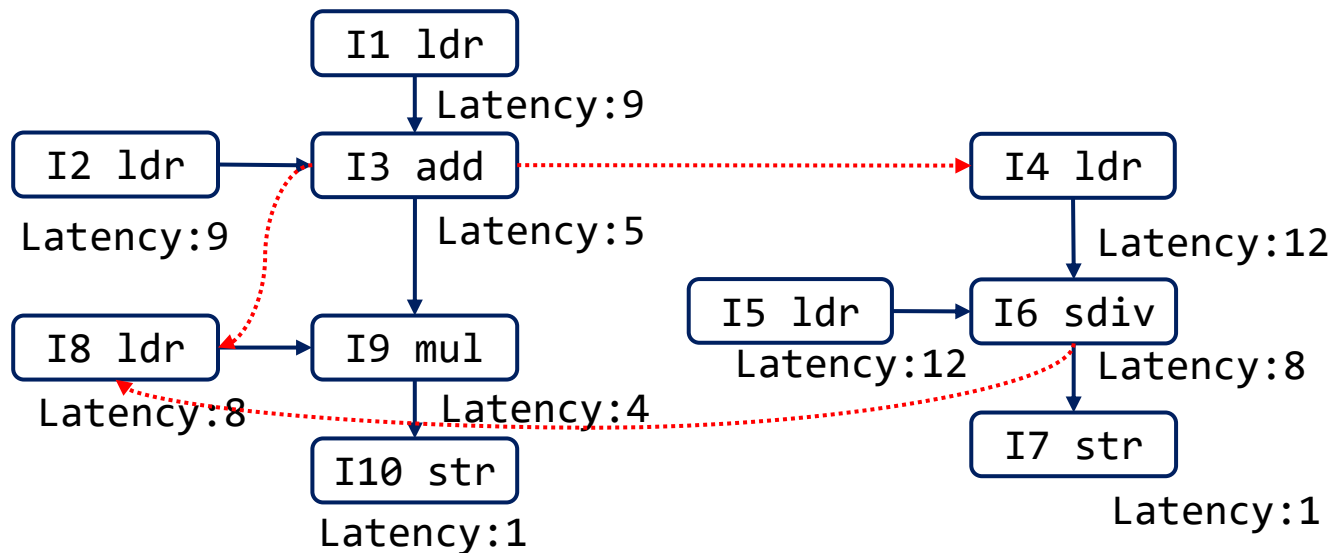 I1 ldr
Latency:9
I2 ldr
I3 add
I4 ldr
Latency:9
Latency:5
Latency:12
I5 ldr
I6 sdiv
I8 ldr
I9 mul
Latency:12
Latency:8
Latency:8
Latency:4
I7 str
I10 str
Latency:1
Latency:1